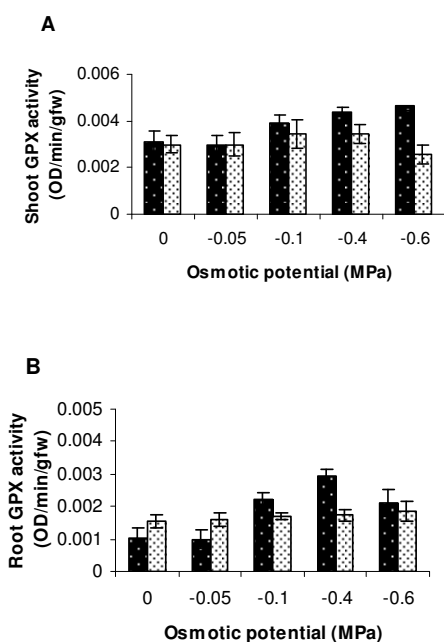 A
Shoot GPX activity
(OD/min/gfw)
0.006
0.004
0.002
0
0 -0.05 -0.1 -0.4 -0.6
Osmotic potential (MPa)
B
Root GPX activity
(OD/min/gfw)
0.005
0.004
0.003
0.002
0.001
0
0 -0.05 -0.1 -0.4 -0.6
Osmotic potential (MPa)